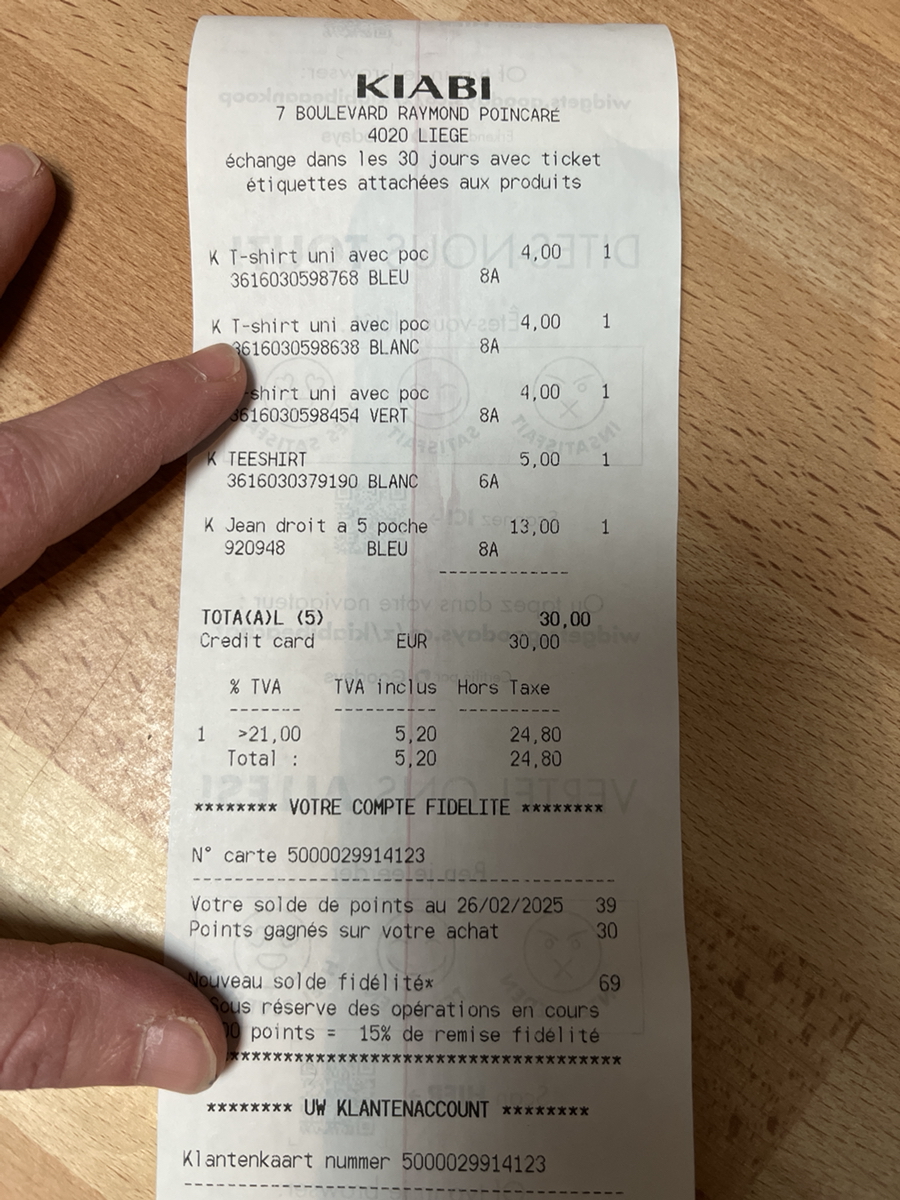 KIABI
7 BOULEVARD RAYMOND POINCARÉ
4020 LIEGE
échange dans les 30 jours avec ticket
étiquettes attachées aux produits
K T-shirt uni avec poc 4,00 1
3616030598768 BLEU 8A
K T-shirt uni avec poc 4,00 1
3616030598638 BLANC 8A
-shirt uni avec poc 4,00 1
3616030598454 VERT 8A
K TEESHIRT 5,00 1
3616030379190 BLANC 6A
K Jean droit a 5 poche 13,00 1
920948 BLEU 8A
------------
TOTA(A)L (5) 30,00
Credit card EUR 30,00
% TVA TVA inclus Hors Taxe
------- ---------- ----------
1 >21,00 5,20 24,80
Total : 5,20 24,80
******** VOTRE COMPTE FIDELITE ********
N° carte 5000029914123
----------------------------------------
Votre solde de points au 26/02/2025 39
Points gagnés sur votre achat 30
Nouveau solde fidélité* 69
Sous réserve des opérations en cours
points = 15% de remise fidélité
****************************************
******** UW KLANTENACCOUNT ********
Klantenkaart nummer 5000029914123
----------------------------------------